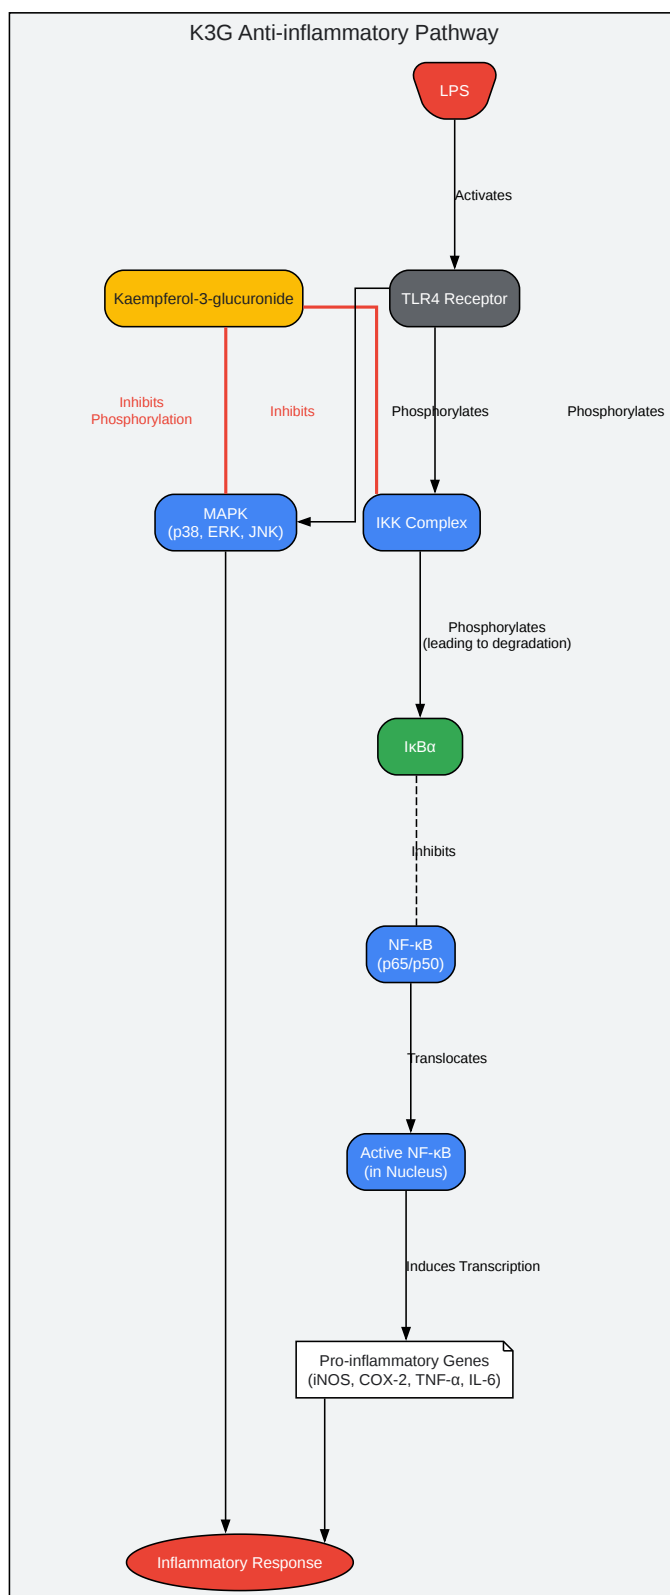 K3G Anti-inflammatory Pathway
LPS
Activates
Kaempferol-3-glucuronide
TLR4 Receptor
Inhibits
Phosphorylation
Inhibits
Phosphorylates
Phosphorylates
MAPK
(p38, ERK, JNK)
IKK Complex
Phosphorylates
(leading to degradation)
IκBα
Inhibits
NF-κB
(p65/p50)
Translocates
Active NF-κB
(in Nucleus)
Induces Transcription
Pro-inflammatory Genes
(iNOS, COX-2, TNF-α, IL-6)
Inflammatory Response